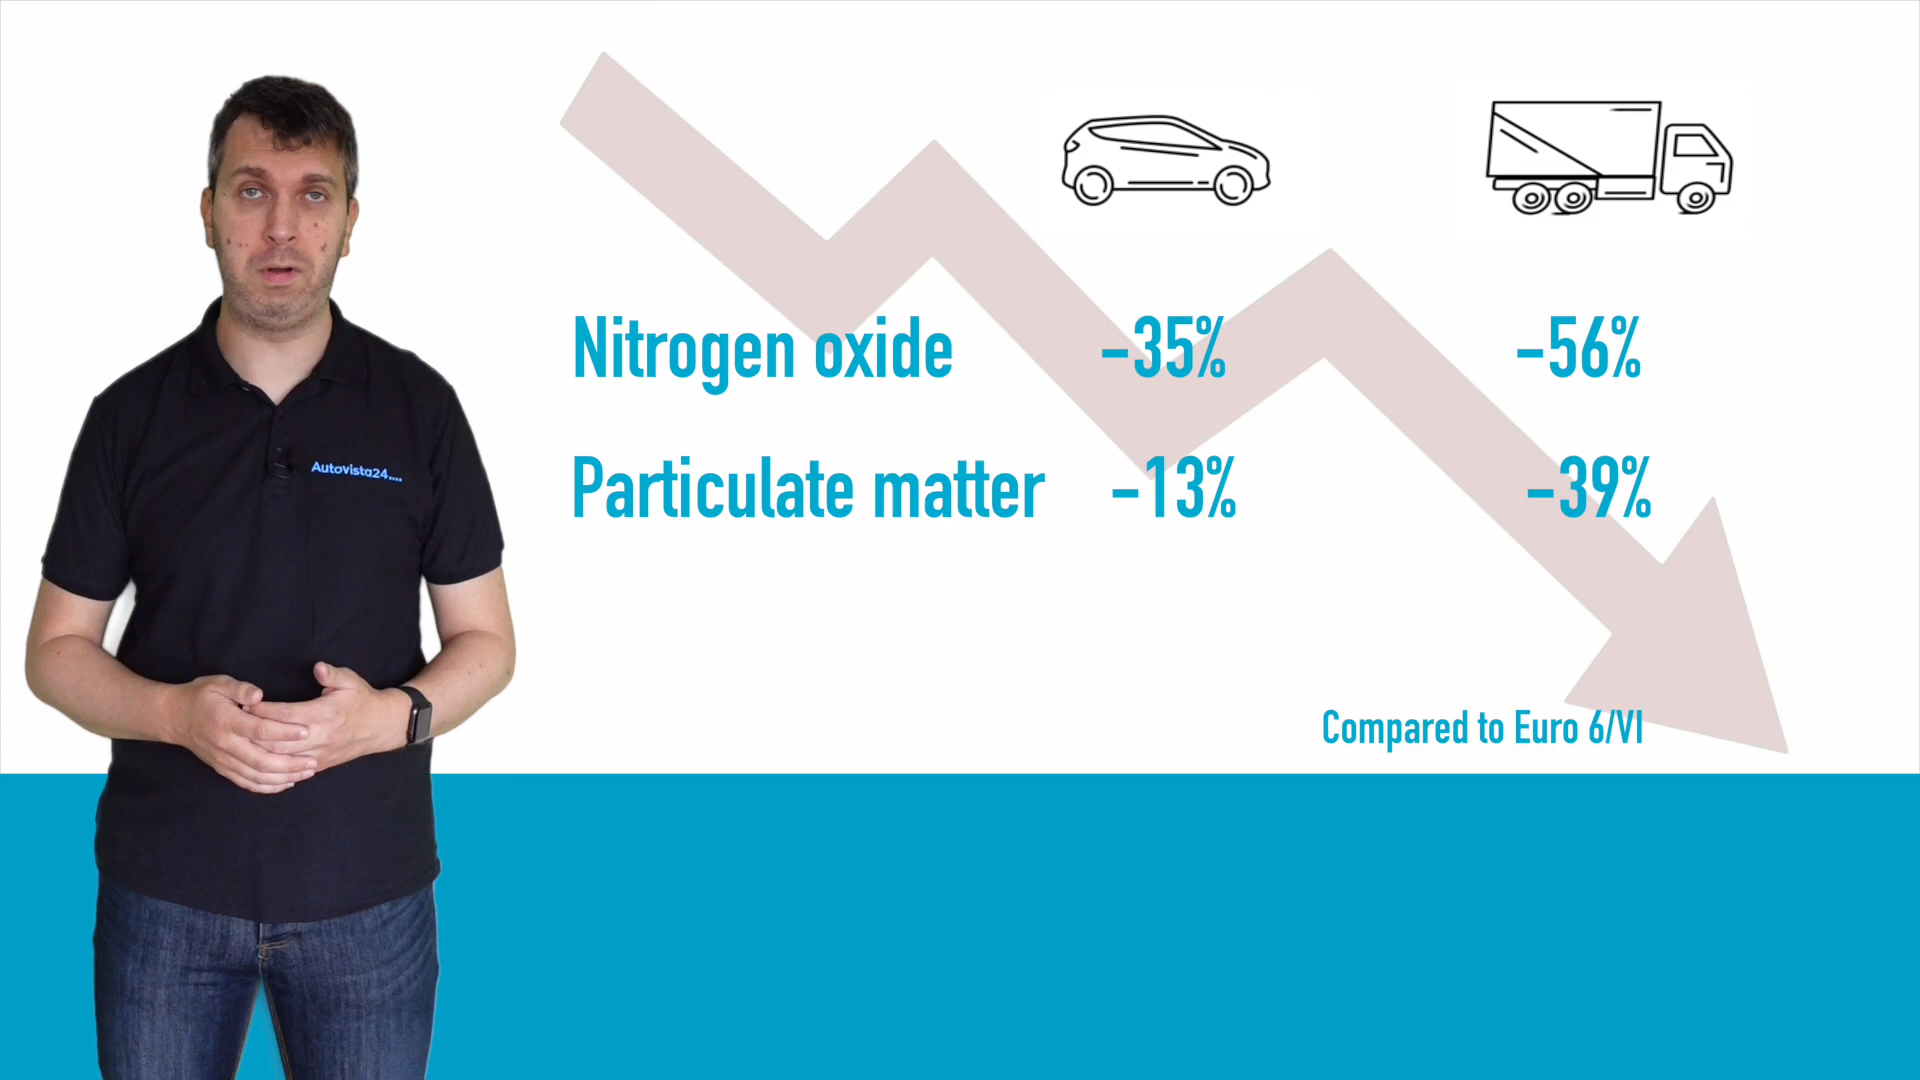 Nitrogen oxide -35% -56%
Particulate matter -13% -39%
Compared to Euro 6/VI
Autovista24